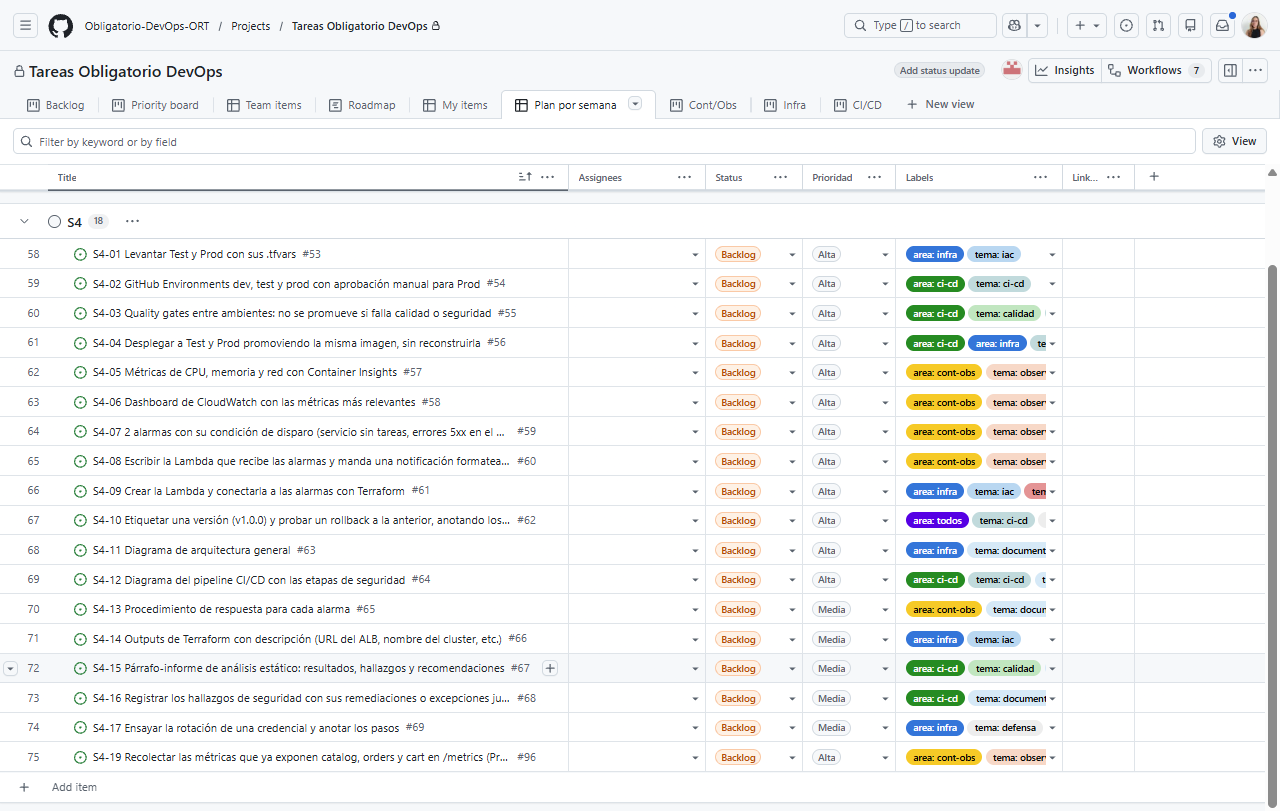 Obligatorio-DevOps-ORT / Projects / Tareas Obligatorio DevOps
Type / to search
Tareas Obligatorio DevOps
Add status update
Insights
Workflows 7
Backlog
Priority board
Team items
Roadmap
My items
Plan por semana
Cont/Obs
Infra
CI/CD
New view
Filter by keyword or by field
View
Title Assignees Status Prioridad Labels Link...
S4 18
58 S4-01 Levantar Test y Prod con sus .tfvars #53 Backlog Alta area: infra tema: iac
59 S4-02 GitHub Environments dev, test y prod con aprobación manual para Prod #54 Backlog Alta area: ci-cd tema: ci-cd
60 S4-03 Quality gates entre ambientes: no se promueve si falla calidad o seguridad #55 Backlog Alta area: ci-cd tema: calidad
61 S4-04 Desplegar a Test y Prod promoviendo la misma imagen, sin reconstruirla #56 Backlog Alta area: ci-cd area: infra te
62 S4-05 Métricas de CPU, memoria y red con Container Insights #57 Backlog Alta area: cont-obs tema: obser
63 S4-06 Dashboard de CloudWatch con las métricas más relevantes #58 Backlog Alta area: cont-obs tema: obser
64 S4-07 2 alarmas con su condición de disparo (servicio sin tareas, errores 5xx en el ... #59 Backlog Alta area: cont-obs tema: obser
65 S4-08 Escribir la Lambda que recibe las alarmas y manda una notificación formatea... #60 Backlog Alta area: cont-obs tema: obser
66 S4-09 Crear la Lambda y conectarla a las alarmas con Terraform #61 Backlog Alta area: infra tema: iac tem
67 S4-10 Etiquetar una versión (v1.0.0) y probar un rollback a la anterior, anotando los... #62 Backlog Alta area: todos tema: ci-cd
68 S4-11 Diagrama de arquitectura general #63 Backlog Alta area: infra tema: document
69 S4-12 Diagrama del pipeline CI/CD con las etapas de seguridad #64 Backlog Alta area: ci-cd tema: ci-cd t
70 S4-13 Procedimiento de respuesta para cada alarma #65 Backlog Media area: cont-obs tema: docum
71 S4-14 Outputs de Terraform con descripción (URL del ALB, nombre del cluster, etc.) #66 Backlog Media area: infra tema: iac
72 S4-15 Párrafo-informe de análisis estático: resultados, hallazgos y recomendaciones #67 Backlog Media area: ci-cd tema: calidad
73 S4-16 Registrar los hallazgos de seguridad con sus remediaciones o excepciones ju... #68 Backlog Media area: ci-cd tema: document
74 S4-17 Ensayar la rotación de una credencial y anotar los pasos #69 Backlog Media area: infra tema: defensa
75 S4-19 Recolectar las métricas que ya exponen catalog, orders y cart en /metrics (Pr... #96 Backlog Alta area: cont-obs tema: obser
Add item